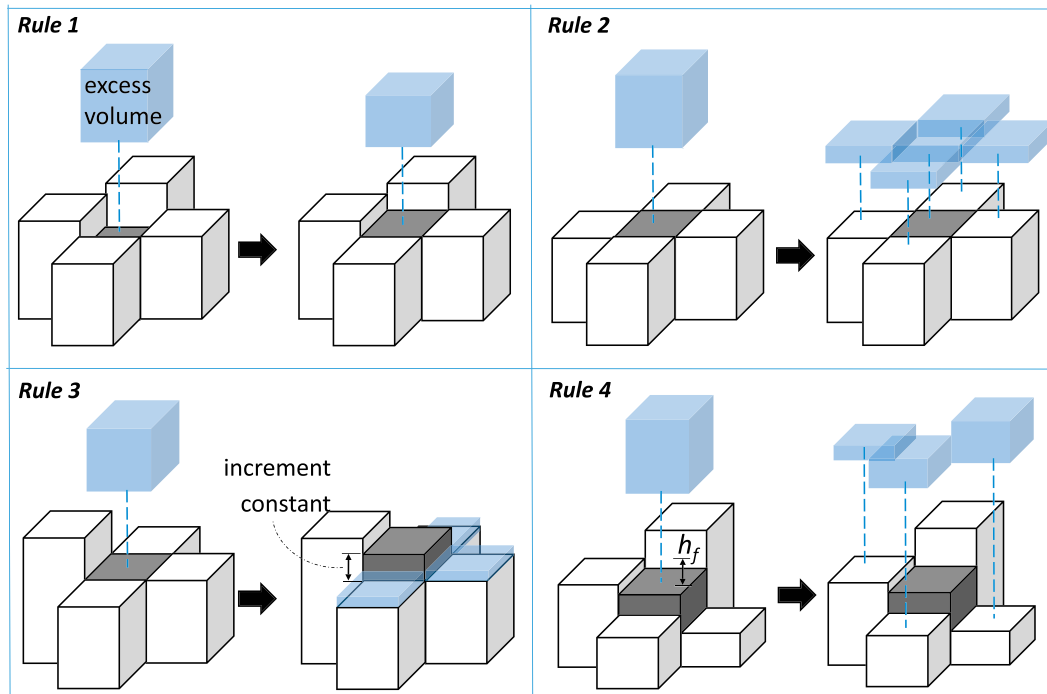 Rule 1
excess
volume
Rule 2
Rule 3
increment
constant
Rule 4
h_f